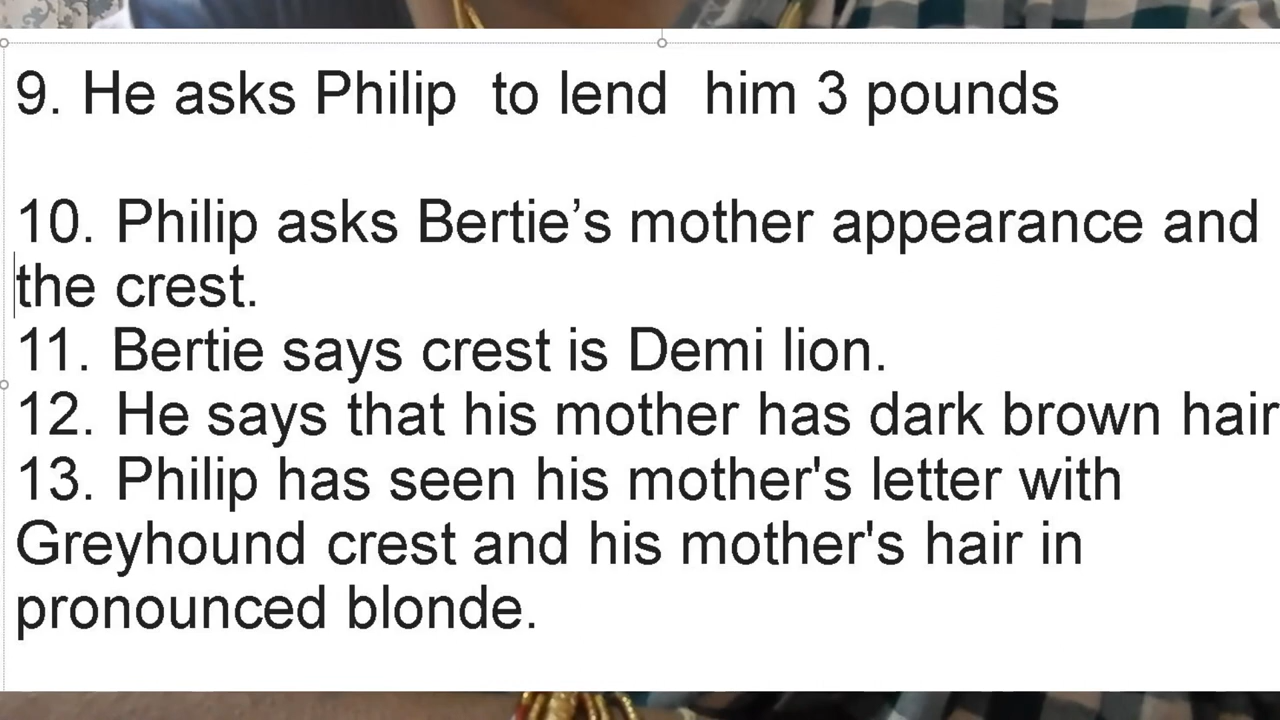 9. He asks Philip to lend him 3 pounds
10. Philip asks Bertie’s mother appearance and
the crest.
11. Bertie says crest is Demi lion.
12. He says that his mother has dark brown hair
13. Philip has seen his mother's letter with
Greyhound crest and his mother's hair in
pronounced blonde.